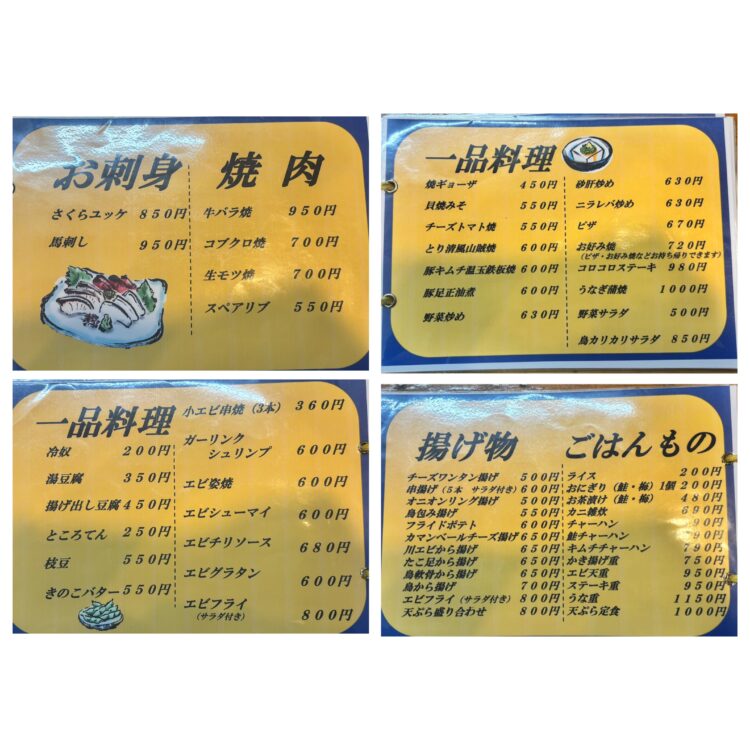 お刺身
さくらユッケ 850円
馬刺し 950円
焼肉
牛バラ焼 950円
コブクロ焼 700円
生モツ焼 700円
スペアリブ 550円
一品料理
焼ギョーザ 450円
貝焼みそ 550円
チーズトマト焼 550円
とり清風山賊焼 600円
豚キムチ温玉鉄板焼 600円
豚足正油煮 600円
野菜炒め 630円
砂肝炒め 630円
ニラレバ炒め 630円
ピザ 670円
お好み焼 720円
(ピザ・お好み焼などお持ち帰りできます)
コロコロステーキ 980円
うなぎ蒲焼 1000円
野菜サラダ 500円
鳥カリカリサラダ 850円
一品料理
冷奴 200円
湯豆腐 350円
揚げ出し豆腐 450円
ところてん 250円
枝豆 550円
きのこバター 550円
小エビ串焼(3本) 360円
ガーリンク
シュリンプ 600円
エビ姿焼 600円
エビシューマイ 600円
エビチリソース 680円
エビグラタン 600円
エビフライ 800円
(サラダ付き)
揚げ物
チーズワンタン揚げ 500円
串揚げ(5本 サラダ付き) 600円
オニオンリング揚げ 500円
鳥包み揚げ 550円
フライドポテト 600円
カマンベールチーズ揚げ 650円
川エビから揚げ 650円
たこ足から揚げ 650円
鳥軟骨から揚げ 650円
鳥から揚げ 700円
エビフライ(サラダ付き) 800円
天ぷら盛り合わせ 800円
ごはんもの
ライス 200円
おにぎり(鮭・梅)1個 200円
お茶漬け(鮭・梅) 480円
カニ雑炊 690円
チャーハン 90円
鮭チャーハン 90円
キムチチャーハン 790円
かき揚げ重 750円
エビ天重 950円
ステーキ重 950円
うな重 1150円
天ぷら定食 1000円